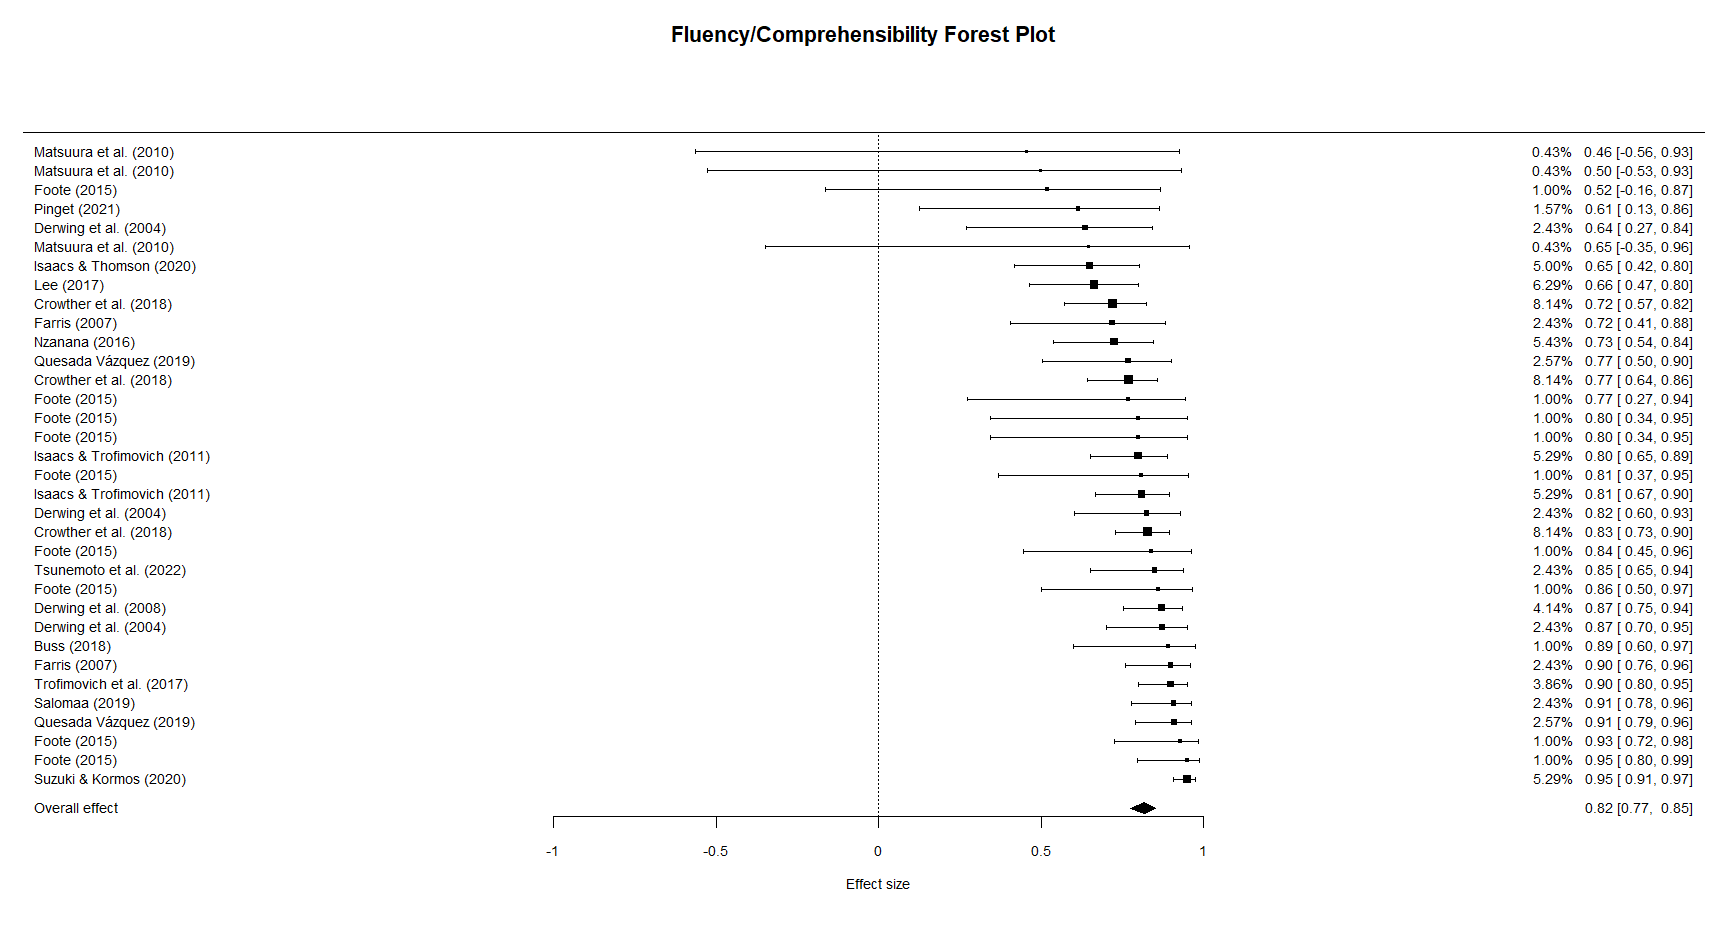 Fluency/Comprehensibility Forest Plot
Matsuura et al. (2010) 0.43% 0.46 [-0.56, 0.93]
Matsuura et al. (2010) 0.43% 0.50 [-0.53, 0.93]
Foote (2015) 1.00% 0.52 [-0.16, 0.87]
Pinget (2021) 1.57% 0.61 [ 0.13, 0.86]
Derwing et al. (2004) 2.43% 0.64 [ 0.27, 0.84]
Matsuura et al. (2010) 0.43% 0.65 [-0.35, 0.96]
Isaacs & Thomson (2020) 5.00% 0.65 [ 0.42, 0.80]
Lee (2017) 6.29% 0.66 [ 0.47, 0.80]
Crowther et al. (2018) 8.14% 0.72 [ 0.57, 0.82]
Farris (2007) 2.43% 0.72 [ 0.41, 0.88]
Nzanana (2016) 5.43% 0.73 [ 0.54, 0.84]
Quesada Vázquez (2019) 2.57% 0.77 [ 0.50, 0.90]
Crowther et al. (2018) 8.14% 0.77 [ 0.64, 0.86]
Foote (2015) 1.00% 0.77 [ 0.27, 0.94]
Foote (2015) 1.00% 0.80 [ 0.34, 0.95]
Foote (2015) 1.00% 0.80 [ 0.34, 0.95]
Isaacs & Trofimovich (2011) 5.29% 0.80 [ 0.65, 0.89]
Foote (2015) 1.00% 0.81 [ 0.37, 0.95]
Isaacs & Trofimovich (2011) 5.29% 0.81 [ 0.67, 0.90]
Derwing et al. (2004) 2.43% 0.82 [ 0.60, 0.93]
Crowther et al. (2018) 8.14% 0.83 [ 0.73, 0.90]
Foote (2015) 1.00% 0.84 [ 0.45, 0.96]
Tsunemoto et al. (2022) 2.43% 0.85 [ 0.65, 0.94]
Foote (2015) 1.00% 0.86 [ 0.50, 0.97]
Derwing et al. (2008) 4.14% 0.87 [ 0.75, 0.94]
Derwing et al. (2004) 2.43% 0.87 [ 0.70, 0.95]
Buss (2018) 1.00% 0.89 [ 0.60, 0.97]
Farris (2007) 2.43% 0.90 [ 0.76, 0.96]
Trofimovich et al. (2017) 3.86% 0.90 [ 0.80, 0.95]
Salomaa (2019) 2.43% 0.91 [ 0.78, 0.96]
Quesada Vázquez (2019) 2.57% 0.91 [ 0.79, 0.96]
Foote (2015) 1.00% 0.93 [ 0.72, 0.98]
Foote (2015) 1.00% 0.95 [ 0.80, 0.99]
Suzuki & Kormos (2020) 5.29% 0.95 [ 0.91, 0.97]
Overall effect 0.82 [0.77, 0.85]
-1 -0.5 0 0.5 1
Effect size